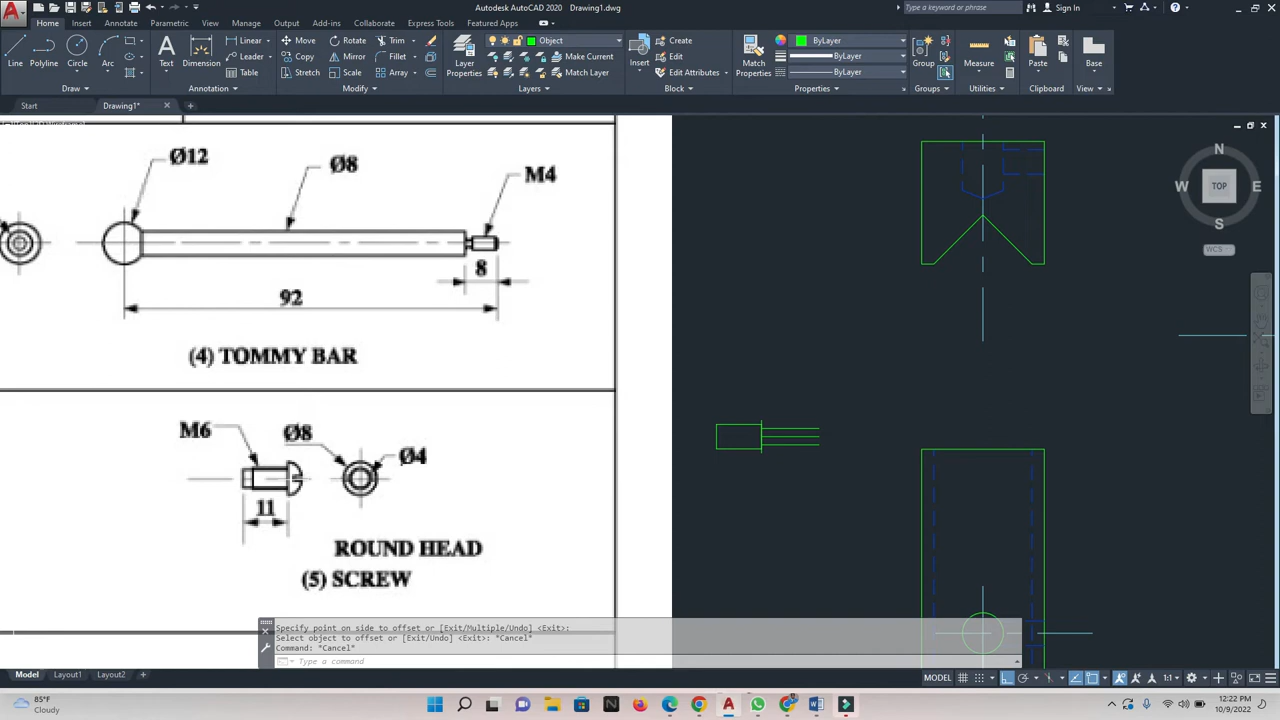 Autodesk AutoCAD 2020 Drawing1.dwg
Type a keyword or phrase
Sign In
Home Insert Annotate Parametric View Manage Output Add-ins Collaborate Express Tools Featured Apps
Line Polyline Circle Arc
Text Dimension
Linear
Leader
Table
Move Rotate Trim
Copy Mirror Fillet
Stretch Scale Array
Layer Properties
Object
Make Current
Match Layer
Insert
Create
Edit
Edit Attributes
Match Properties
ByLayer
ByLayer
ByLayer
Group
Measure
Paste
Base
Draw Modify Annotation Layers Block Properties Groups Utilities Clipboard View
Start Drawing1*
Ø12
Ø8
M4
8
92
(4) TOMMY BAR
M6
Ø8
Ø4
11
ROUND HEAD
(5) SCREW
N
W TOP E
S
WCS
Specify point on side to offset or [Exit/Multiple/Undo] <Exit>:
Select object to offset or [Exit/Undo] <Exit>: *Cancel*
Command: *Cancel*
Type a command
Model Layout1 Layout2 +
MODEL
1:1
85°F
Cloudy
12:22 PM
10/9/2022